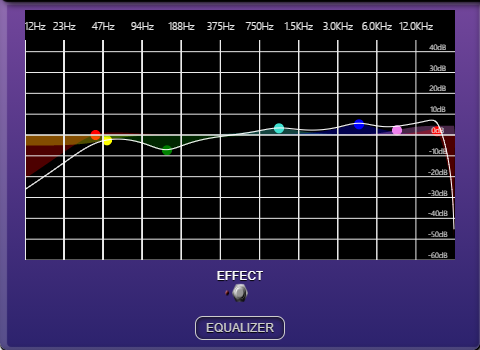 12Hz 23Hz 47Hz 94Hz 188Hz 375Hz 750Hz 1.5KHz 3.0KHz 6.0KHz 12.0KHz
40dB
30dB
20dB
10dB
0dB
-10dB
-20dB
-30dB
-40dB
-50dB
-60dB
EFFECT
EQUALIZER